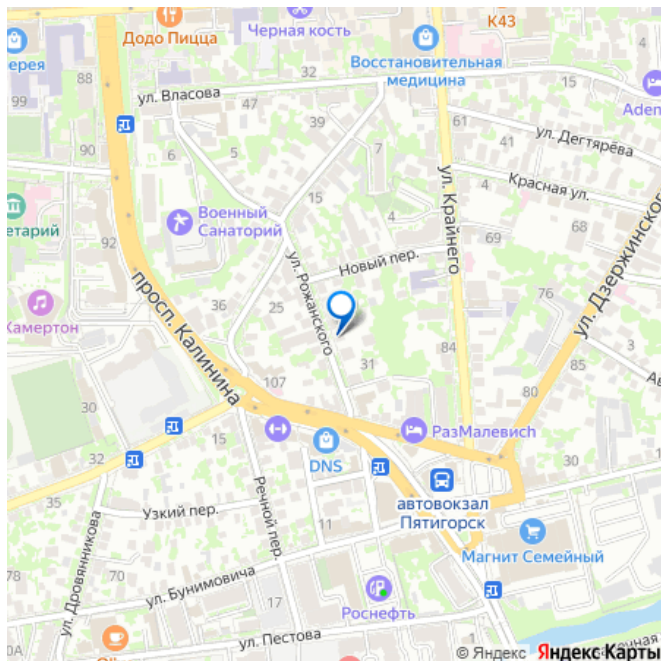 К43
Черная кость
Додо Пицца
99
ерея
88
32
Восстановительная
медицина
15
Aden
ул. Власова
47
39
61
41
ул. Дегтярёва
90
6
5
4
Красная ул.
15
4
Военный
Санаторий
етарий
92
69
68
ул. Крайнего
Новый пер.
ул. Рожанского
просп. Калинина
ул. Дзержинского
Камертон
36
25
76
31
84
85
80
107
30
РазМалевич
15
DNS
32
30
35
автовокзал
Пятигорск
Узкий пер.
Речной пер.
11
Магнит Семейный
ул. Дровянникова
78
70
ул. Бунимовича
17
Роснефть
ул. Пестова
20А
© Яндекс Яндекс Карты